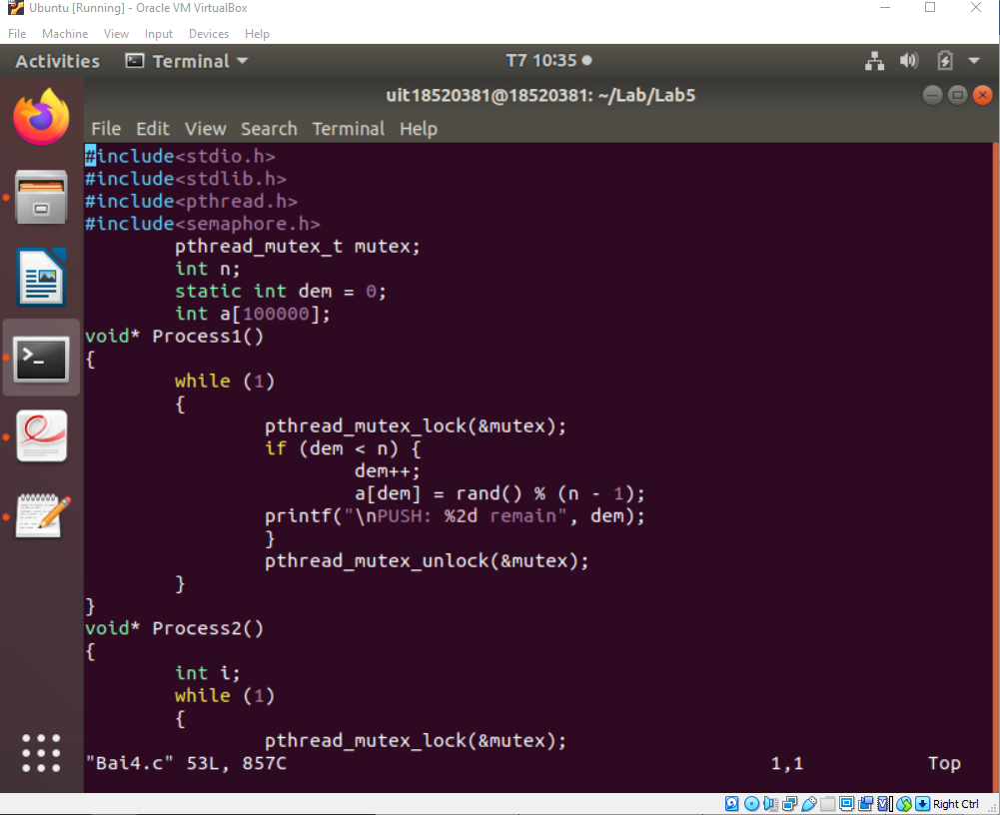 Ubuntu [Running] - Oracle VM VirtualBox
File Machine View Input Devices Help
Activities Terminal T7 10:35
uit18520381@18520381: ~/Lab/Lab5
File Edit View Search Terminal Help
#include<stdio.h>
#include<stdlib.h>
#include<pthread.h>
#include<semaphore.h>
        pthread_mutex_t mutex;
        int n;
        static int dem = 0;
        int a[100000];
void* Process1()
{
        while (1)
        {
                pthread_mutex_lock(&mutex);
                if (dem < n) {
                        dem++;
                        a[dem] = rand() % (n - 1);
                printf("\nPUSH: %2d remain", dem);
                }
                pthread_mutex_unlock(&mutex);
        }
}
void* Process2()
{
        int i;
        while (1)
        {
                pthread_mutex_lock(&mutex);
"Bai4.c" 53L, 857C 1,1 Top
Right Ctrl